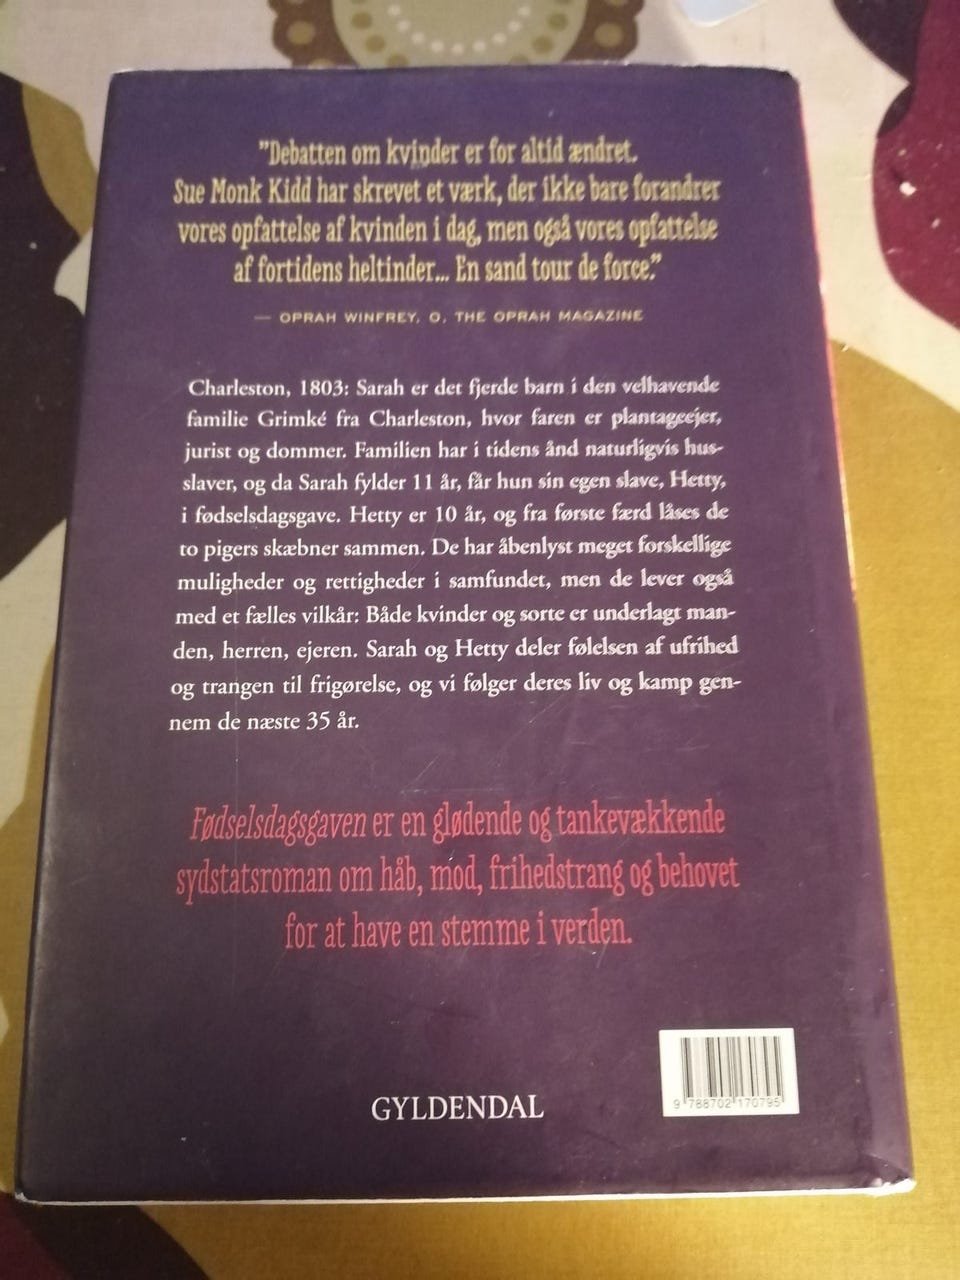 "Debatten om kvinder er for altid ændret.
Sue Monk Kidd har skrevet et værk, der ikke bare forandrer
vores opfattelse af kvinden i dag, men også vores opfattelse
af fortidens heltinder... En sand tour de force."
— OPRAH WINFREY, O, THE OPRAH MAGAZINE
Charleston, 1803: Sarah er det fjerde barn i den velhavende
familie Grimké fra Charleston, hvor faren er plantageejer,
jurist og dommer. Familien har i tidens ånd naturligvis hus-
slaver, og da Sarah fylder 11 år, får hun sin egen slave, Hetty,
i fødselsdagsgave. Hetty er 10 år, og fra første færd låses de
to pigers skæbner sammen. De har åbenlyst meget forskellige
muligheder og rettigheder i samfundet, men de lever også
med et fælles vilkår: Både kvinder og sorte er underlagt man-
den, herren, ejeren. Sarah og Hetty deler følelsen af ufrihed
og trangen til frigørelse, og vi følger deres liv og kamp gen-
nem de næste 35 år.
Fødselsdagsgaven er en glødende og tankevækkende
sydstatsroman om håb, mod, frihedstrang og behovet
for at have en stemme i verden.
GYLDENDAL
9 788702 170795